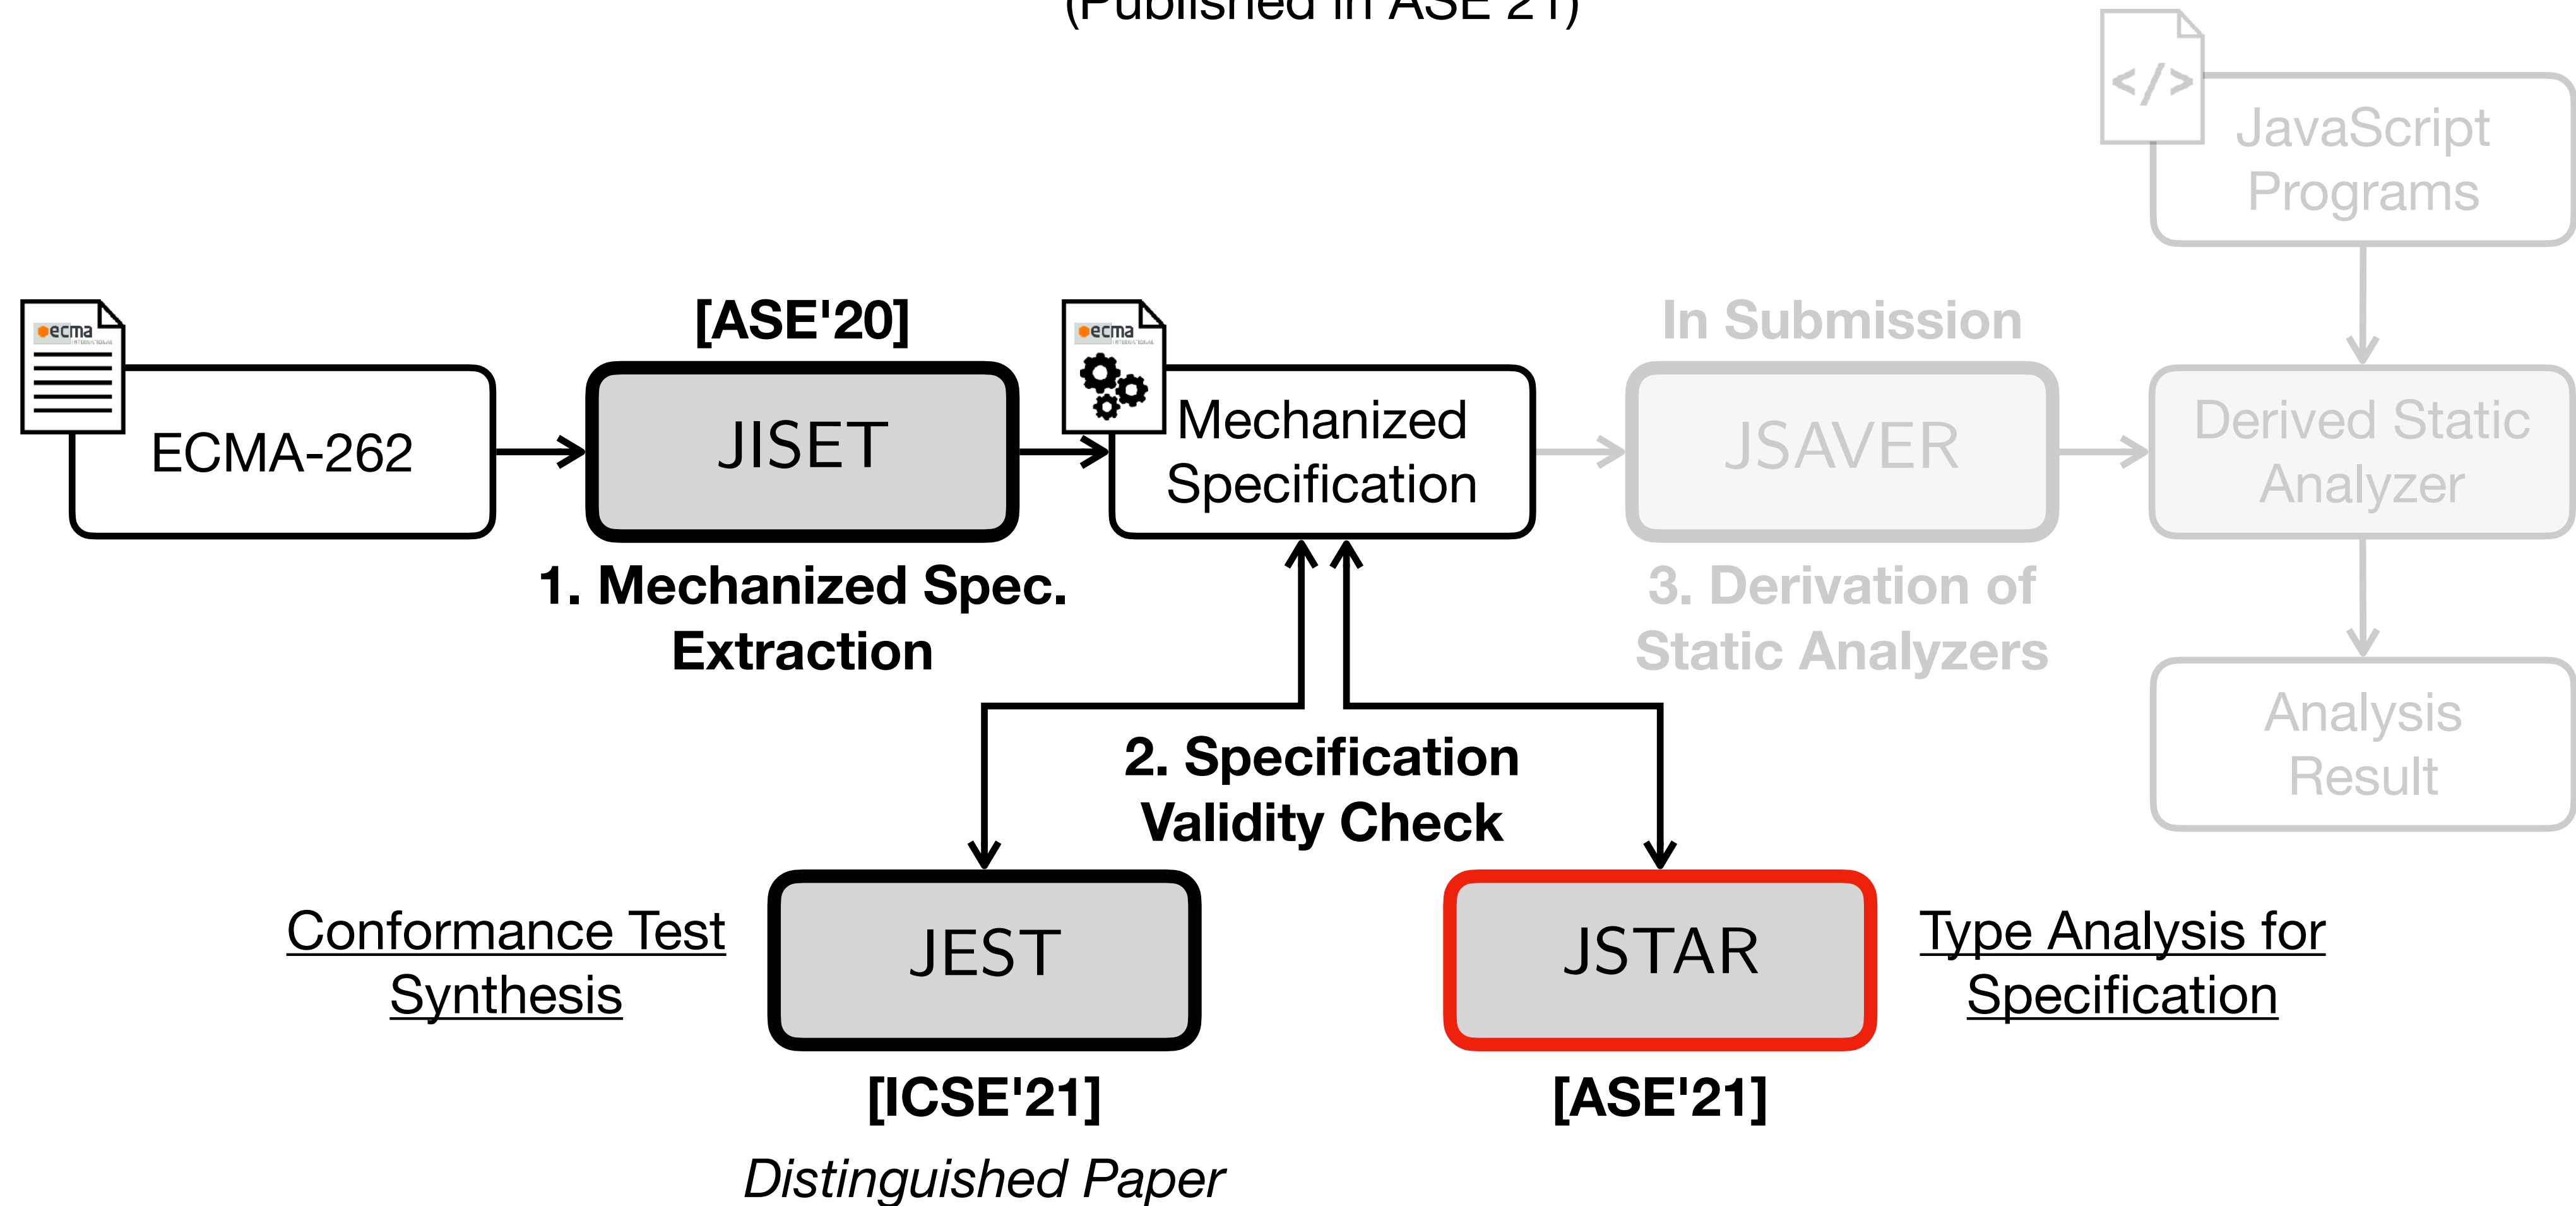 (Published in ASE'21)
</>
JavaScript
Programs
ecma
INTERNATIONAL
ECMA-262
[ASE'20]
JISET
1. Mechanized Spec.
Extraction
ecma
INTERNATIONAL
Mechanized
Specification
In Submission
JSAVER
3. Derivation of
Static Analyzers
Derived Static
Analyzer
Analysis
Result
2. Specification
Validity Check
Conformance Test
Synthesis
JEST
[ICSE'21]
Distinguished Paper
JSTAR
[ASE'21]
Type Analysis for
Specification